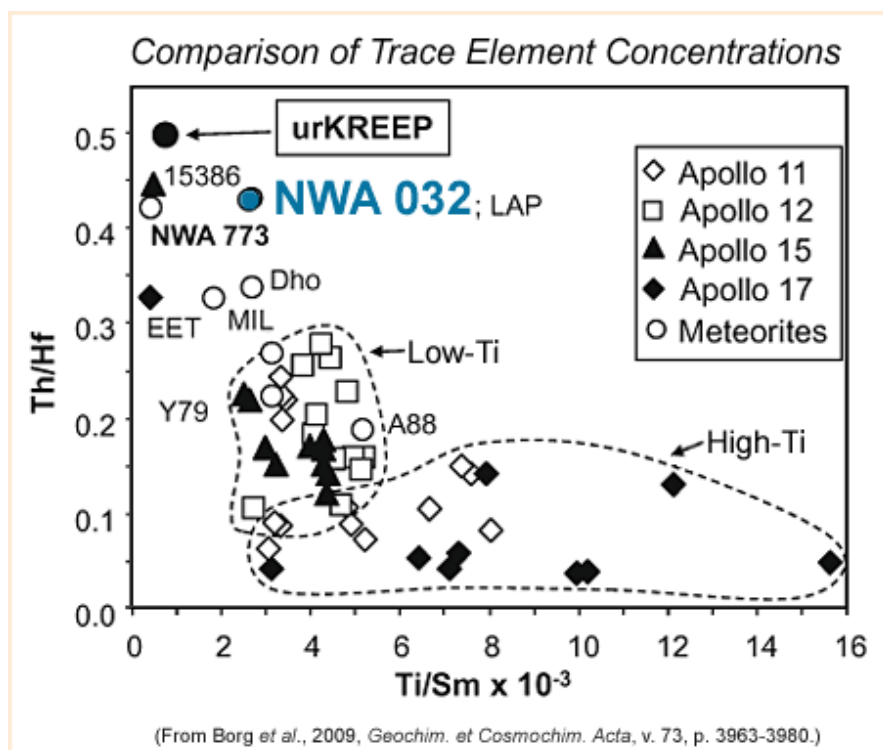 Comparison of Trace Element Concentrations
urKREEP
15386
NWA 032; LAP
NWA 773
Dho
EET
MIL
Low-Ti
Y79
A88
High-Ti
Apollo 11
Apollo 12
Apollo 15
Apollo 17
Meteorites
Th/Hf
0.5
0.4
0.3
0.2
0.1
0.0
0 2 4 6 8 10 12 14 16
Ti/Sm x 10-3
(From Borg et al., 2009, Geochim. et Cosmochim. Acta, v. 73, p. 3963-3980.)